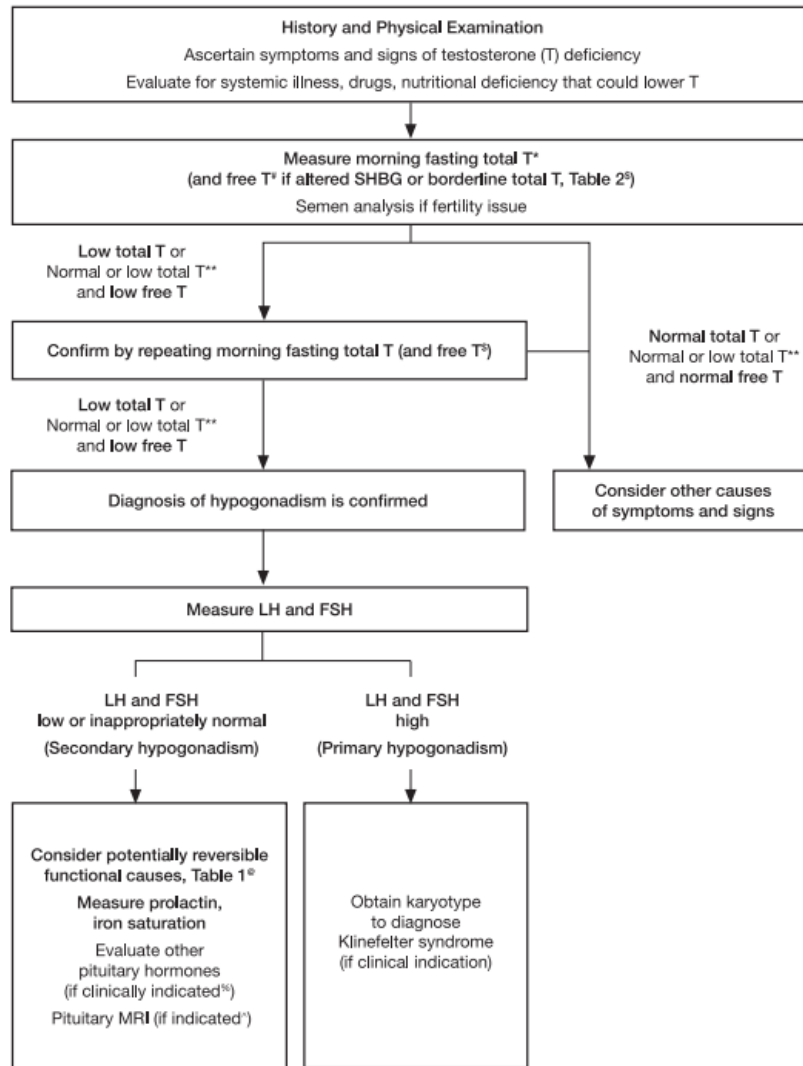 History and Physical Examination
Ascertain symptoms and signs of testosterone (T) deficiency
Evaluate for systemic illness, drugs, nutritional deficiency that could lower T
Measure morning fasting total T*
(and free T¥ if altered SHBG or borderline total T, Table 2$)
Semen analysis if fertility issue
Low total T or
Normal or low total T**
and low free T
Normal total T or
Normal or low total T**
and normal free T
Confirm by repeating morning fasting total T (and free T$)
Low total T or
Normal or low total T**
and low free T
Diagnosis of hypogonadism is confirmed
Consider other causes
of symptoms and signs
Measure LH and FSH
LH and FSH
low or inappropriately normal
(Secondary hypogonadism)
LH and FSH
high
(Primary hypogonadism)
Consider potentially reversible
functional causes, Table 1@
Measure prolactin,
iron saturation
Evaluate other
pituitary hormones
(if clinically indicated%)
Pituitary MRI (if indicated^)
Obtain karyotype
to diagnose
Klinefelter syndrome
(if clinical indication)